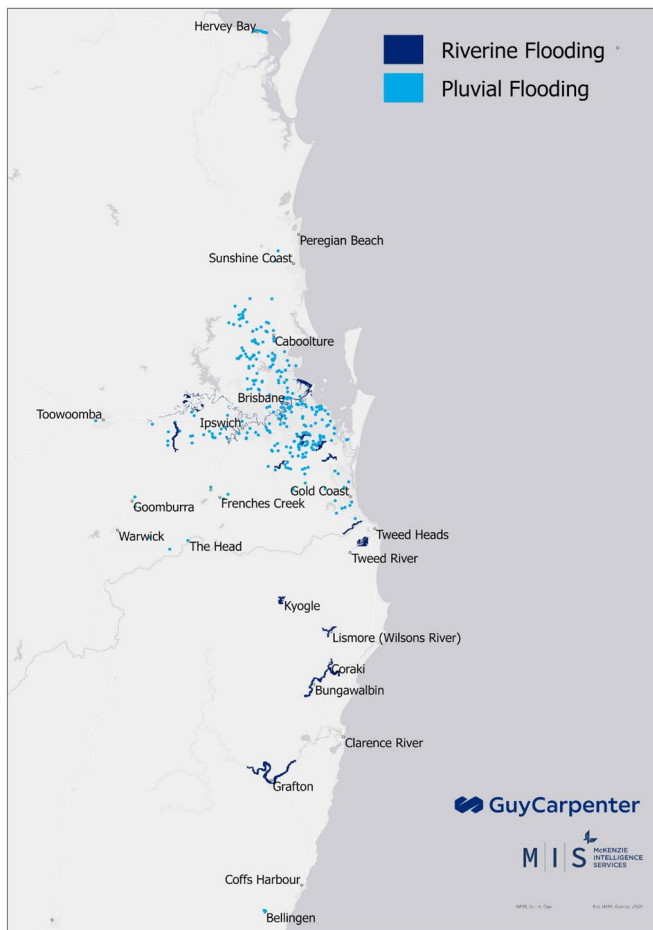 Hervey Bay
Riverine Flooding
Pluvial Flooding
Peregian Beach
Sunshine Coast
Caboolture
Brisbane
Toowoomba
Ipswich
Gold Coast
Goomburra
Frenches Creek
Warwick
Tweed Heads
The Head
Tweed River
Kyogle
Lismore (Wilsons River)
Coraki
Bungawalbin
Clarence River
Grafton
GuyCarpenter
M I S
McKENZIE
INTELLIGENCE
SERVICES
Coffs Harbour
Bellingen